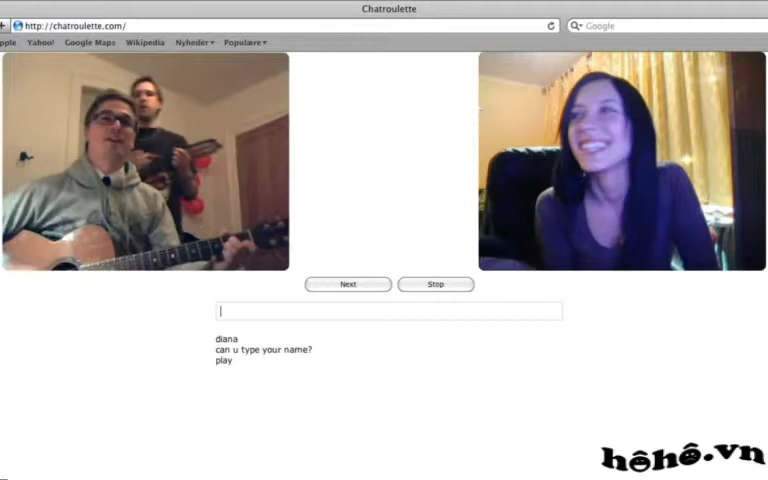 Chatroulette
http://chatroulette.com/
Google
pple Yahoo! Google Maps Wikipedia Nyheder Populære
Next Stop
diana
can u type your name?
play
hôhô.vn